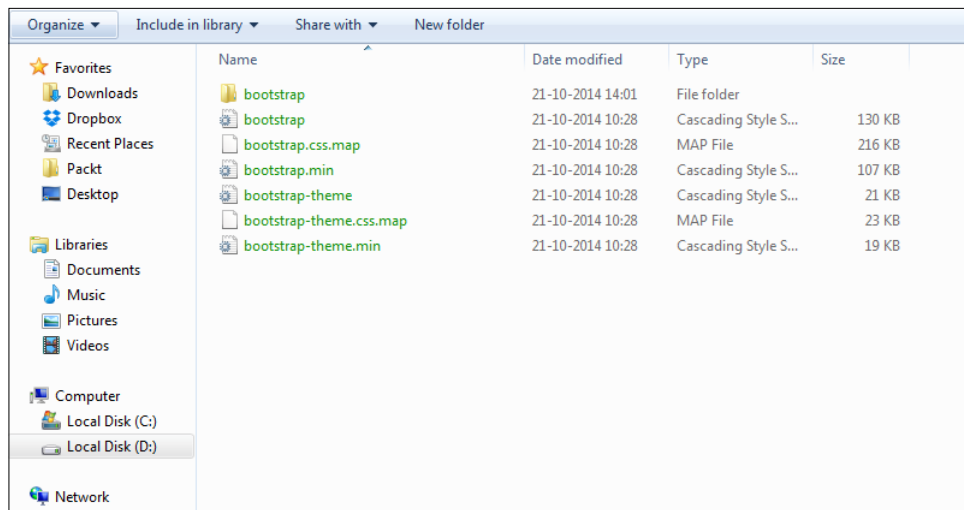 Organize Include in library Share with New folder
Favorites
Downloads
Dropbox
Recent Places
Packt
Desktop
Libraries
Documents
Music
Pictures
Videos
Computer
Local Disk (C:)
Local Disk (D:)
Network
Name Date modified Type Size
bootstrap 21-10-2014 14:01 File folder
bootstrap 21-10-2014 10:28 Cascading Style S... 130 KB
bootstrap.css.map 21-10-2014 10:28 MAP File 216 KB
bootstrap.min 21-10-2014 10:28 Cascading Style S... 107 KB
bootstrap-theme 21-10-2014 10:28 Cascading Style S... 21 KB
bootstrap-theme.css.map 21-10-2014 10:28 MAP File 23 KB
bootstrap-theme.min 21-10-2014 10:28 Cascading Style S... 19 KB